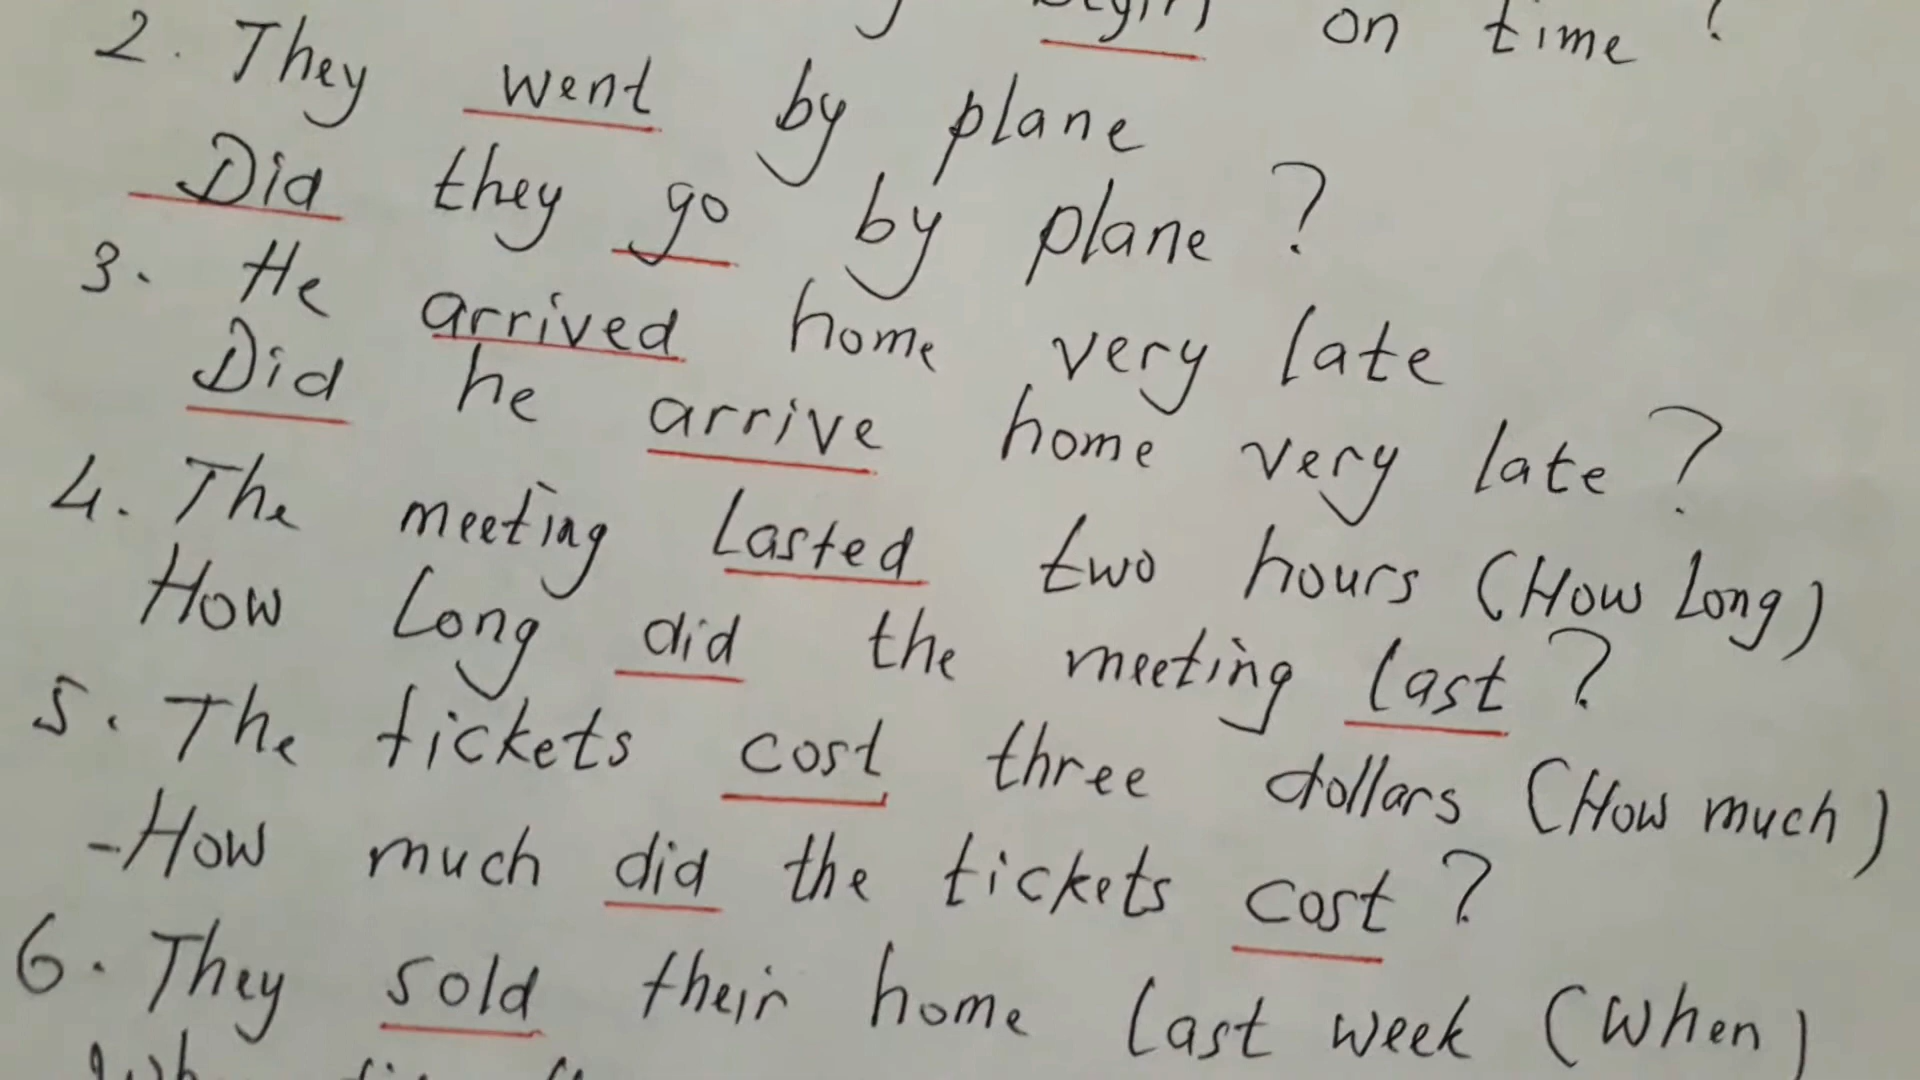 begin on time ?
2. They went by plane
Did they go by plane ?
3. He arrived home very late
Did he arrive home very late ?
4. The meeting Lasted two hours (How Long)
How Long did the meeting last ?
5. The tickets cost three dollars (How much)
-How much did the tickets cost ?
6. They sold their home Last week (When)